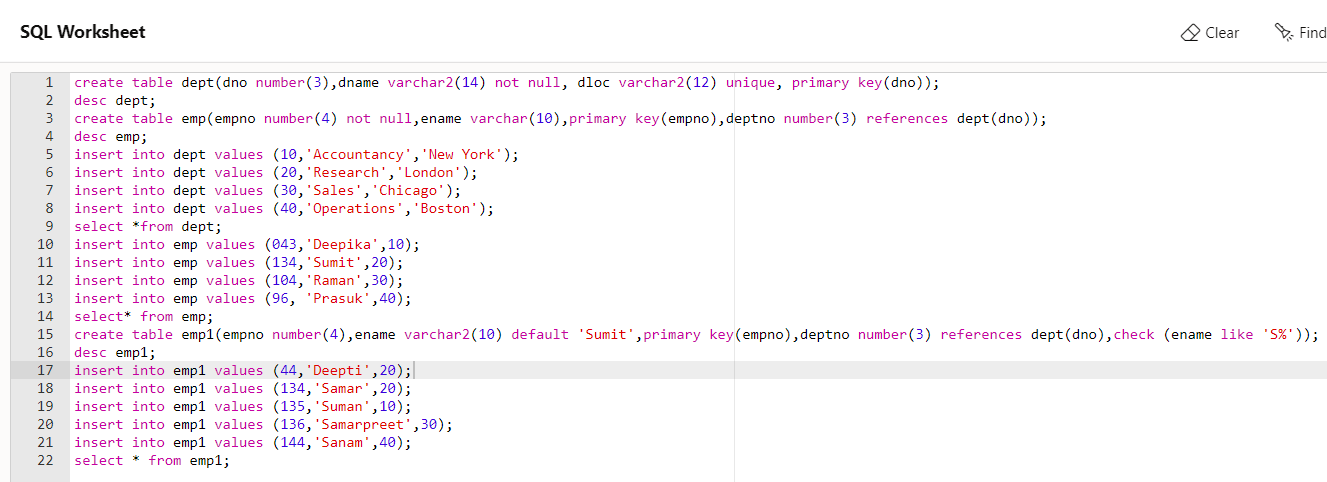 SQL Worksheet
Clear
Find
1 create table dept(dno number(3),dname varchar2(14) not null, dloc varchar2(12) unique, primary key(dno));
2 desc dept;
3 create table emp(empno number(4) not null,ename varchar(10),primary key(empno),deptno number(3) references dept(dno));
4 desc emp;
5 insert into dept values (10,'Accountancy','New York');
6 insert into dept values (20,'Research','London');
7 insert into dept values (30,'Sales','Chicago');
8 insert into dept values (40,'Operations','Boston');
9 select *from dept;
10 insert into emp values (043,'Deepika',10);
11 insert into emp values (134,'Sumit',20);
12 insert into emp values (104,'Raman',30);
13 insert into emp values (96, 'Prasuk',40);
14 select* from emp;
15 create table emp1(empno number(4),ename varchar2(10) default 'Sumit',primary key(empno),deptno number(3) references dept(dno),check (ename like 'S%'));
16 desc emp1;
17 insert into emp1 values (44,'Deepti',20);
18 insert into emp1 values (134,'Samar',20);
19 insert into emp1 values (135,'Suman',10);
20 insert into emp1 values (136,'Samarpreet',30);
21 insert into emp1 values (144,'Sanam',40);
22 select * from emp1;